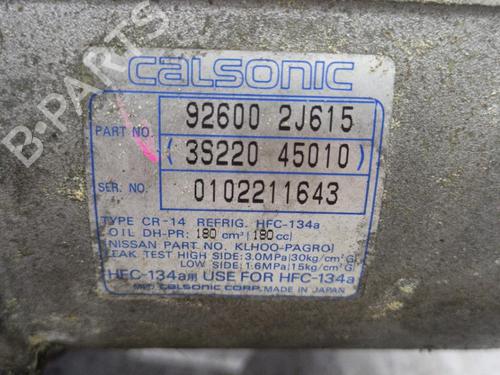 B-PARTS
CALSONIC
PART NO. 92600 2J615
(3S220 45010)
SER. NO. 0102211643
TYPE CR-14 REFRIG. HFC-134a
OIL DH-PR: 180 cm³(180 cc)
NISSAN PART NO. KLH00-PAGR0)
LEAK TEST HIGH SIDE: 3.0MPa(30kg/cm²G)
LOW SIDE: 1.6MPa(15kg/cm²G)
HFC-134a USE FOR HFC-134a
CALSONIC CORP. MADE IN JAPAN